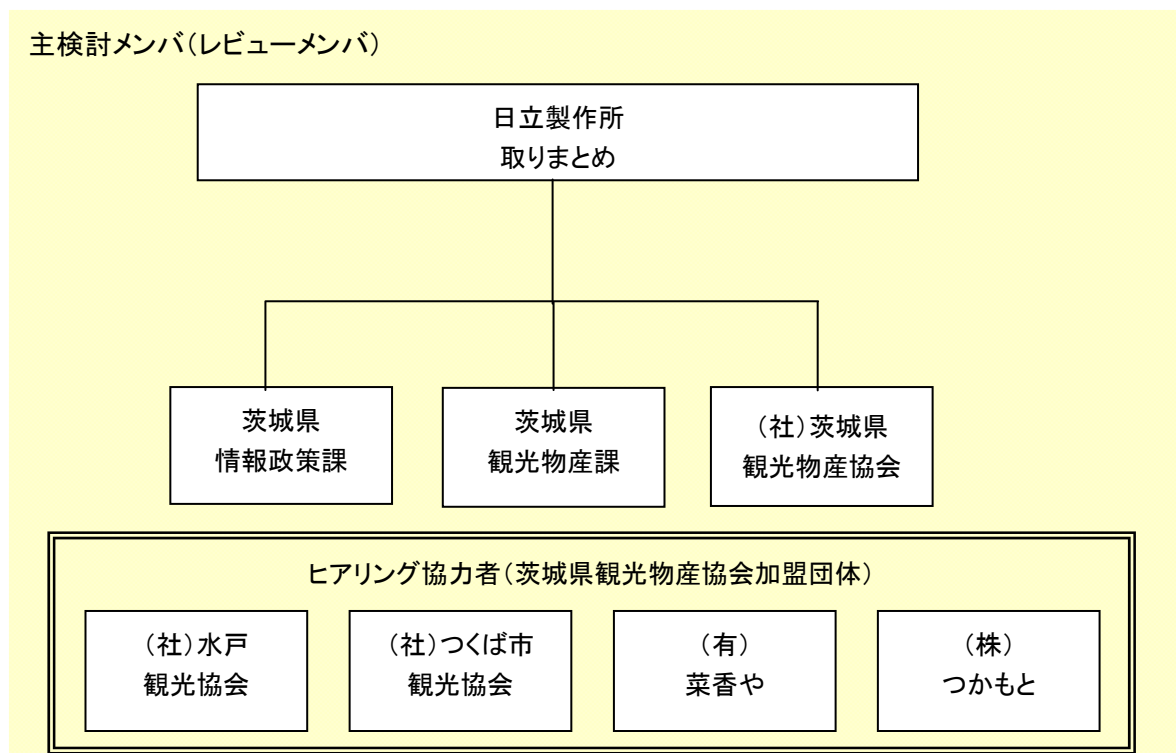 主検討メンバ（レビューメンバ）
日立製作所
取りまとめ
茨城県
情報政策課
茨城県
観光物産課
（社）茨城県
観光物産協会
ヒアリング協力者（茨城県観光物産協会加盟団体）
（社）水戸
観光協会
（社）つくば市
観光協会
（有）
菜香や
（株）
つかもと